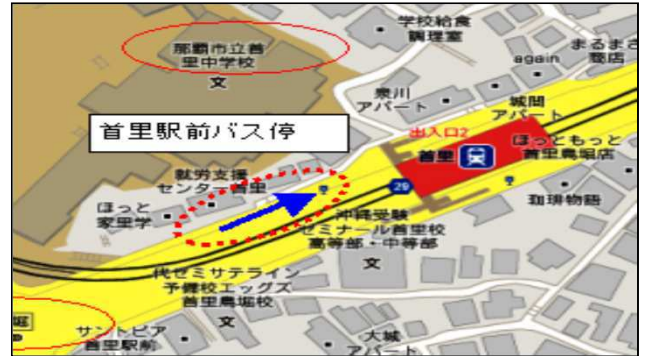 学校給食
調理室
那覇市立首
里中学校
文
まるまさ
商店
again
泉川
アパート
城間
アパート
首里駅前バス停
出入口2
首里
ほっともっと
首里鳥堀店
就労支援
センター首里
29
珈琲物語
ほっと
家里学
沖縄受験
ゼミナール首里校
高等部・中等部
文
代ゼミサテライン
予備校エッグズ
首里鳥堀校
文
堀
サントピア
首里駅前
大城
アパート